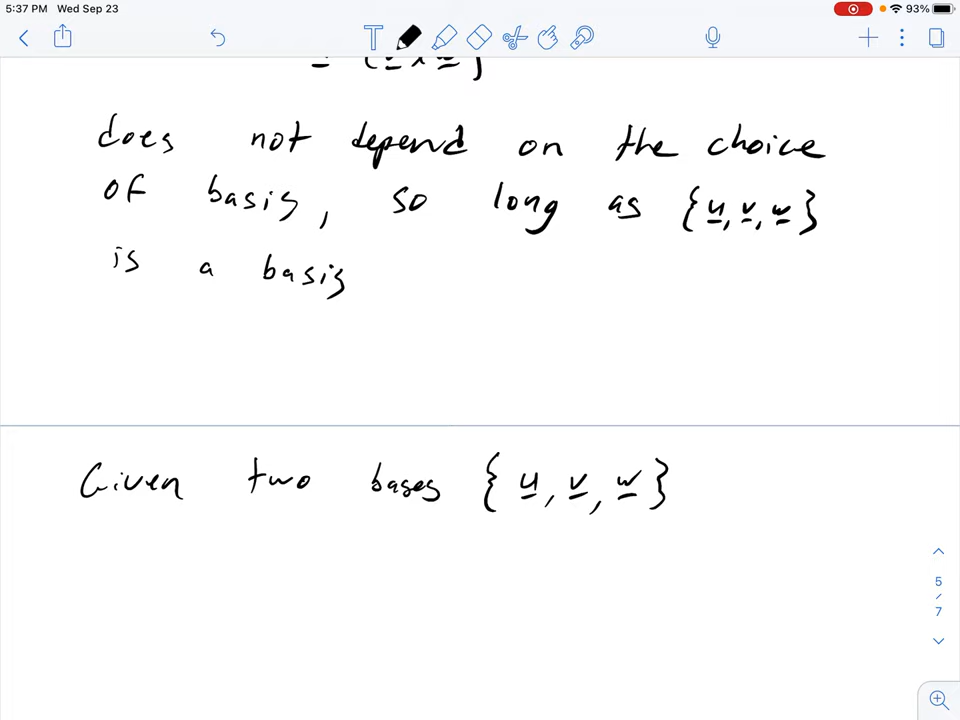 5:37 PM Wed Sep 23
93%
T
does not depend on the choice
of basis, so long as {u, v, w}
is a basis
Given two bases {u, v, w}
5
/
7